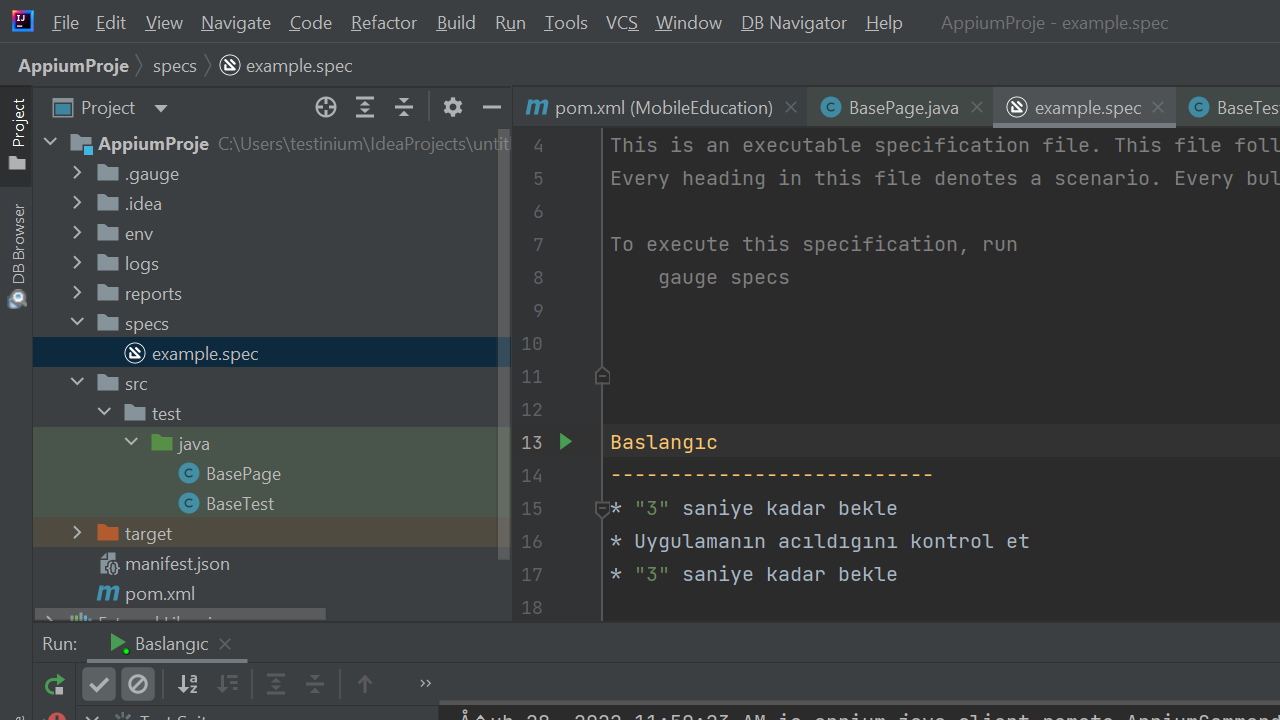 File Edit View Navigate Code Refactor Build Run Tools VCS Window DB Navigator Help AppiumProje - example.spec
AppiumProje specs example.spec
Project
DB Browser
Project
AppiumProje C:\Users\testinium\IdeaProjects\untit
.gauge
.idea
env
logs
reports
specs
example.spec
src
test
java
BasePage
BaseTest
target
manifest.json
pom.xml
pom.xml (MobileEducation) BasePage.java example.spec BaseTes
4 This is an executable specification file. This file foll
5 Every heading in this file denotes a scenario. Every bul
6
7 To execute this specification, run
8 gauge specs
9
10
11
12
13 Baslangıc
14 ---------------------------
15 * "3" saniye kadar bekle
16 * Uygulamanın acıldıgını kontrol et
17 * "3" saniye kadar bekle
18
Run: Baslangıc